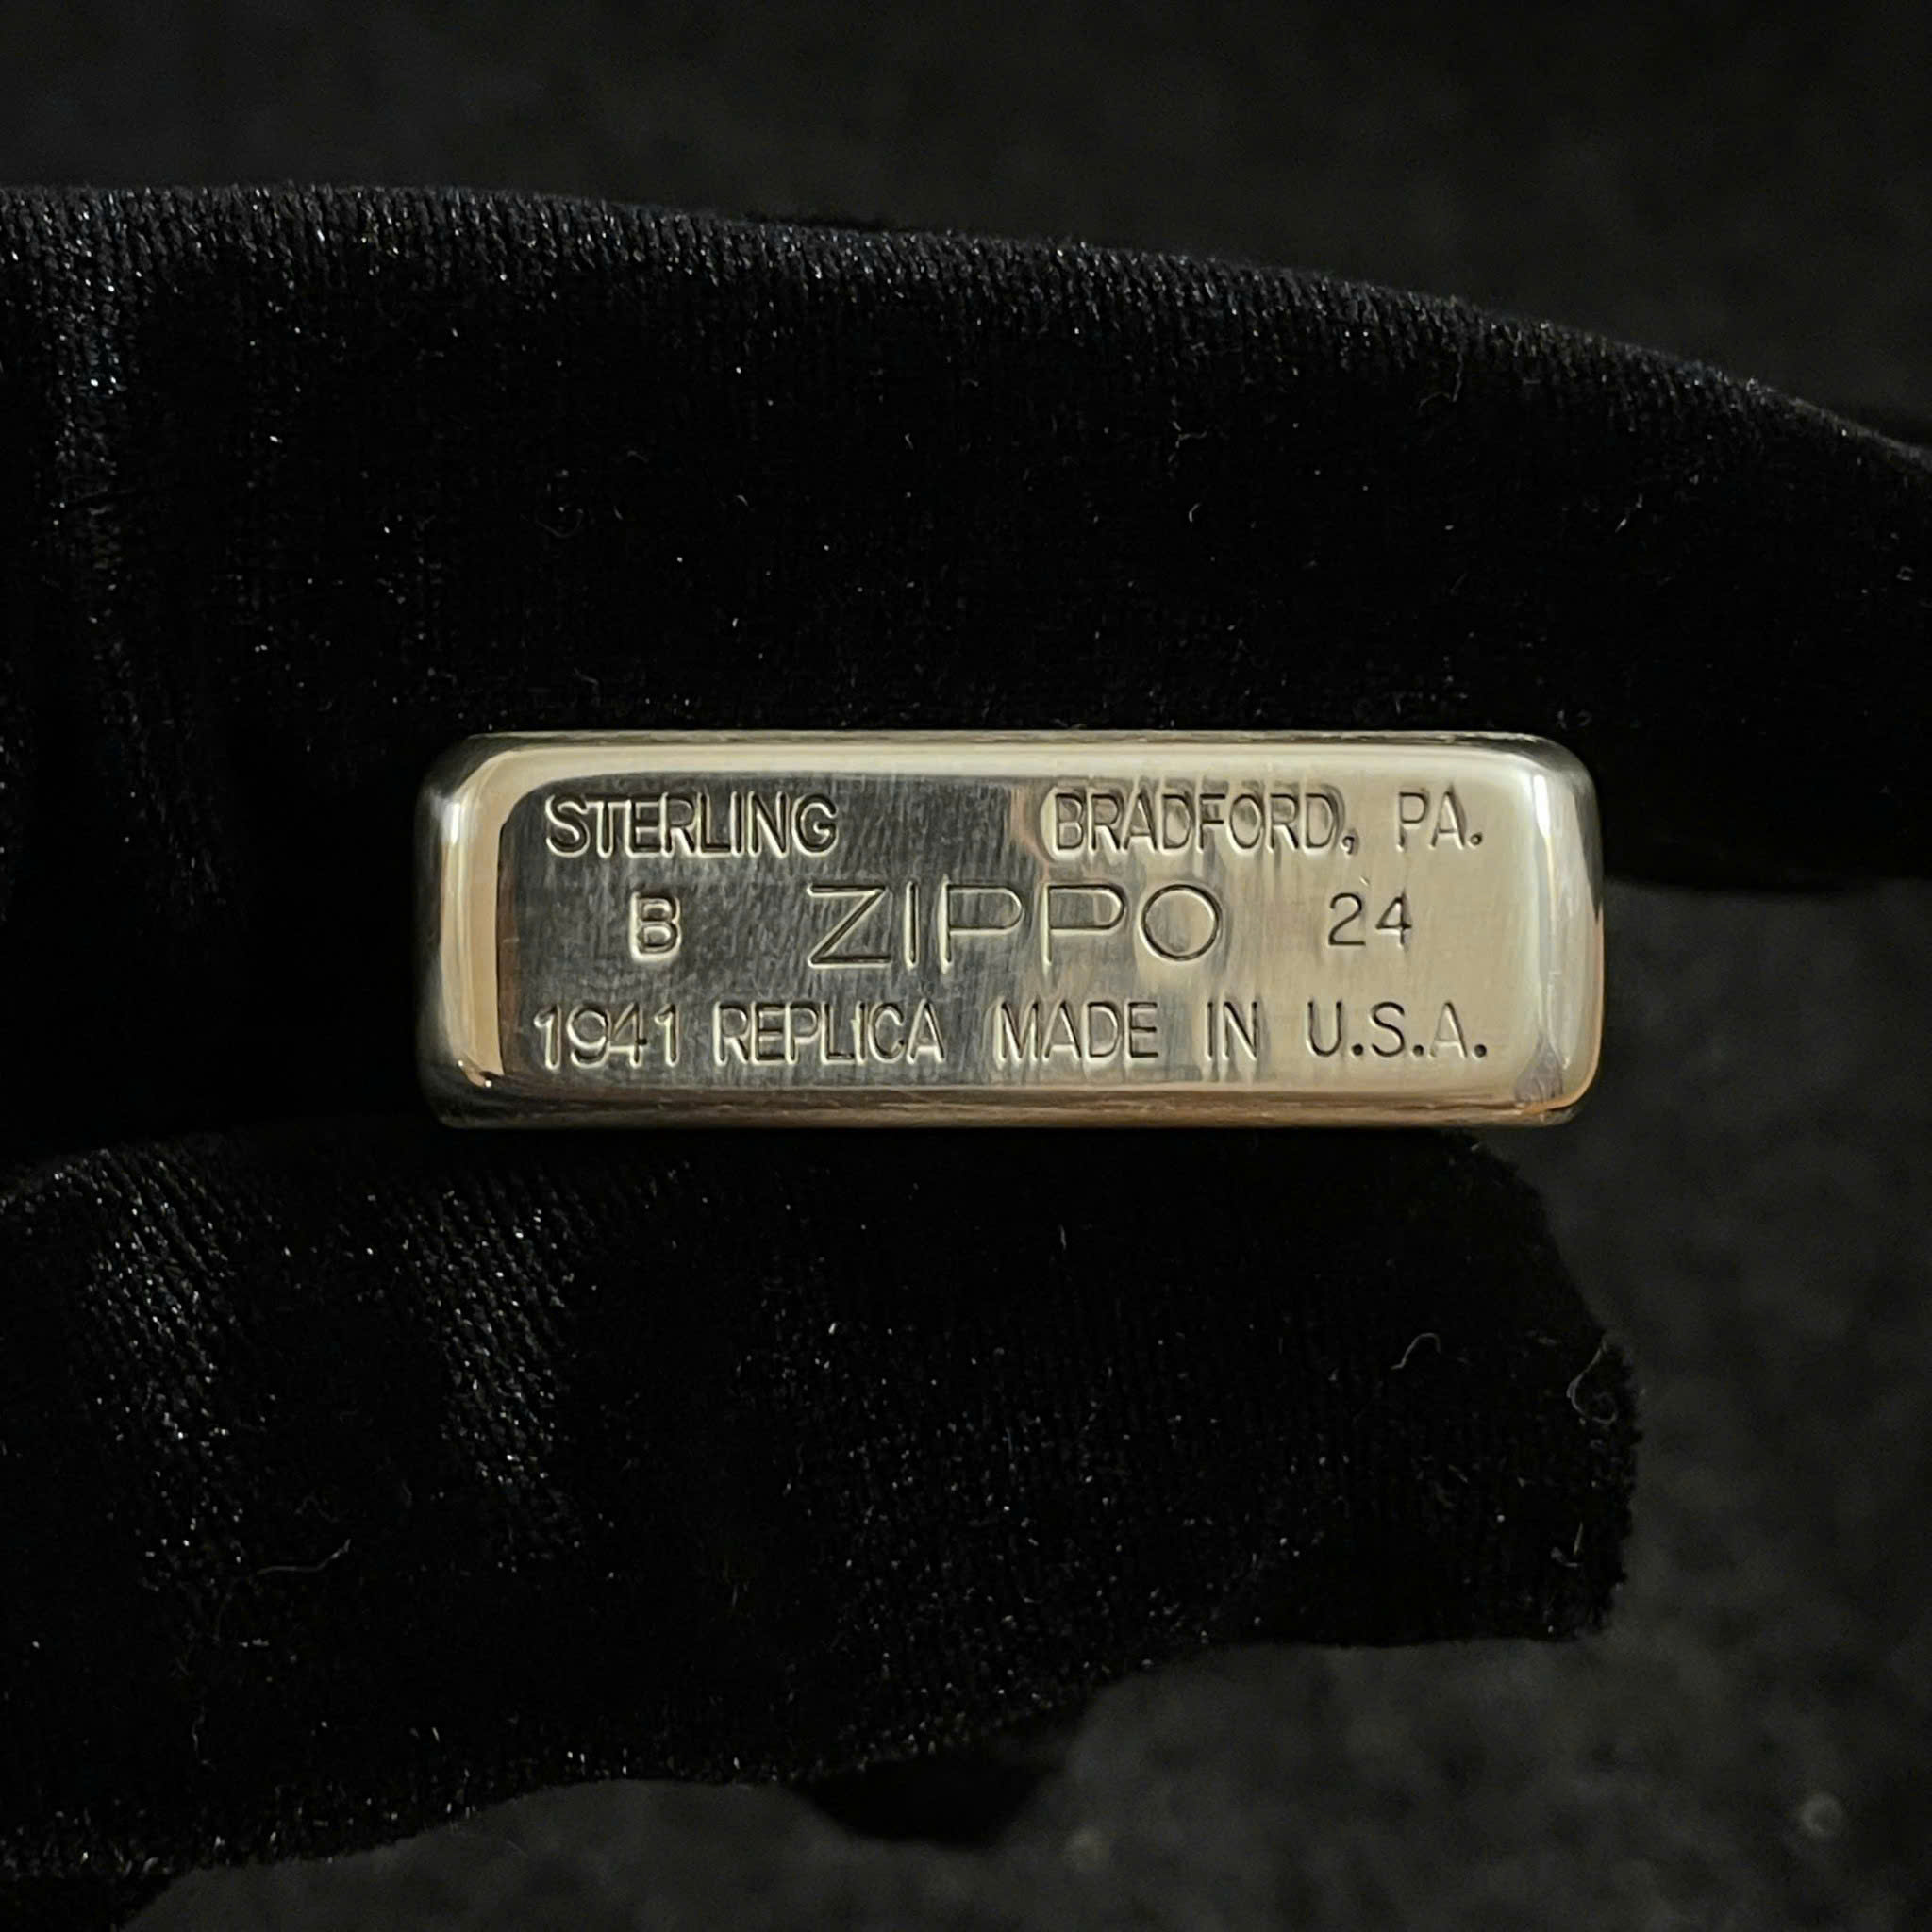 STERLING BRADFORD, PA.
B ZIPPO 24
1941 REPLICA MADE IN U.S.A.